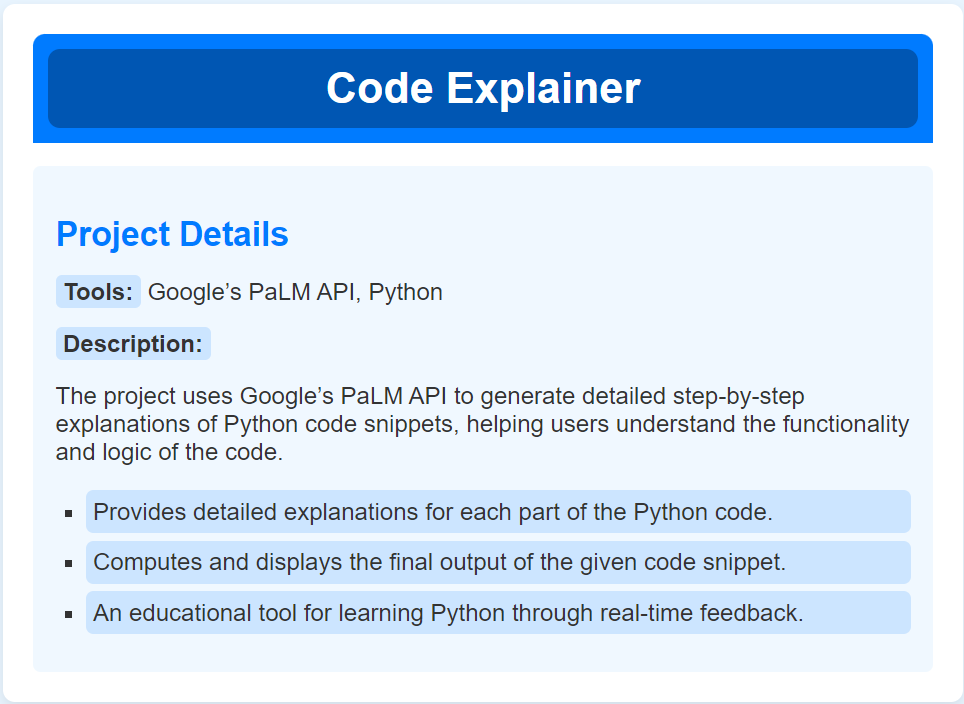 Code Explainer
Project Details
Tools: Google’s PaLM API, Python
Description:
The project uses Google’s PaLM API to generate detailed step-by-step
explanations of Python code snippets, helping users understand the functionality
and logic of the code.
Provides detailed explanations for each part of the Python code.
Computes and displays the final output of the given code snippet.
An educational tool for learning Python through real-time feedback.